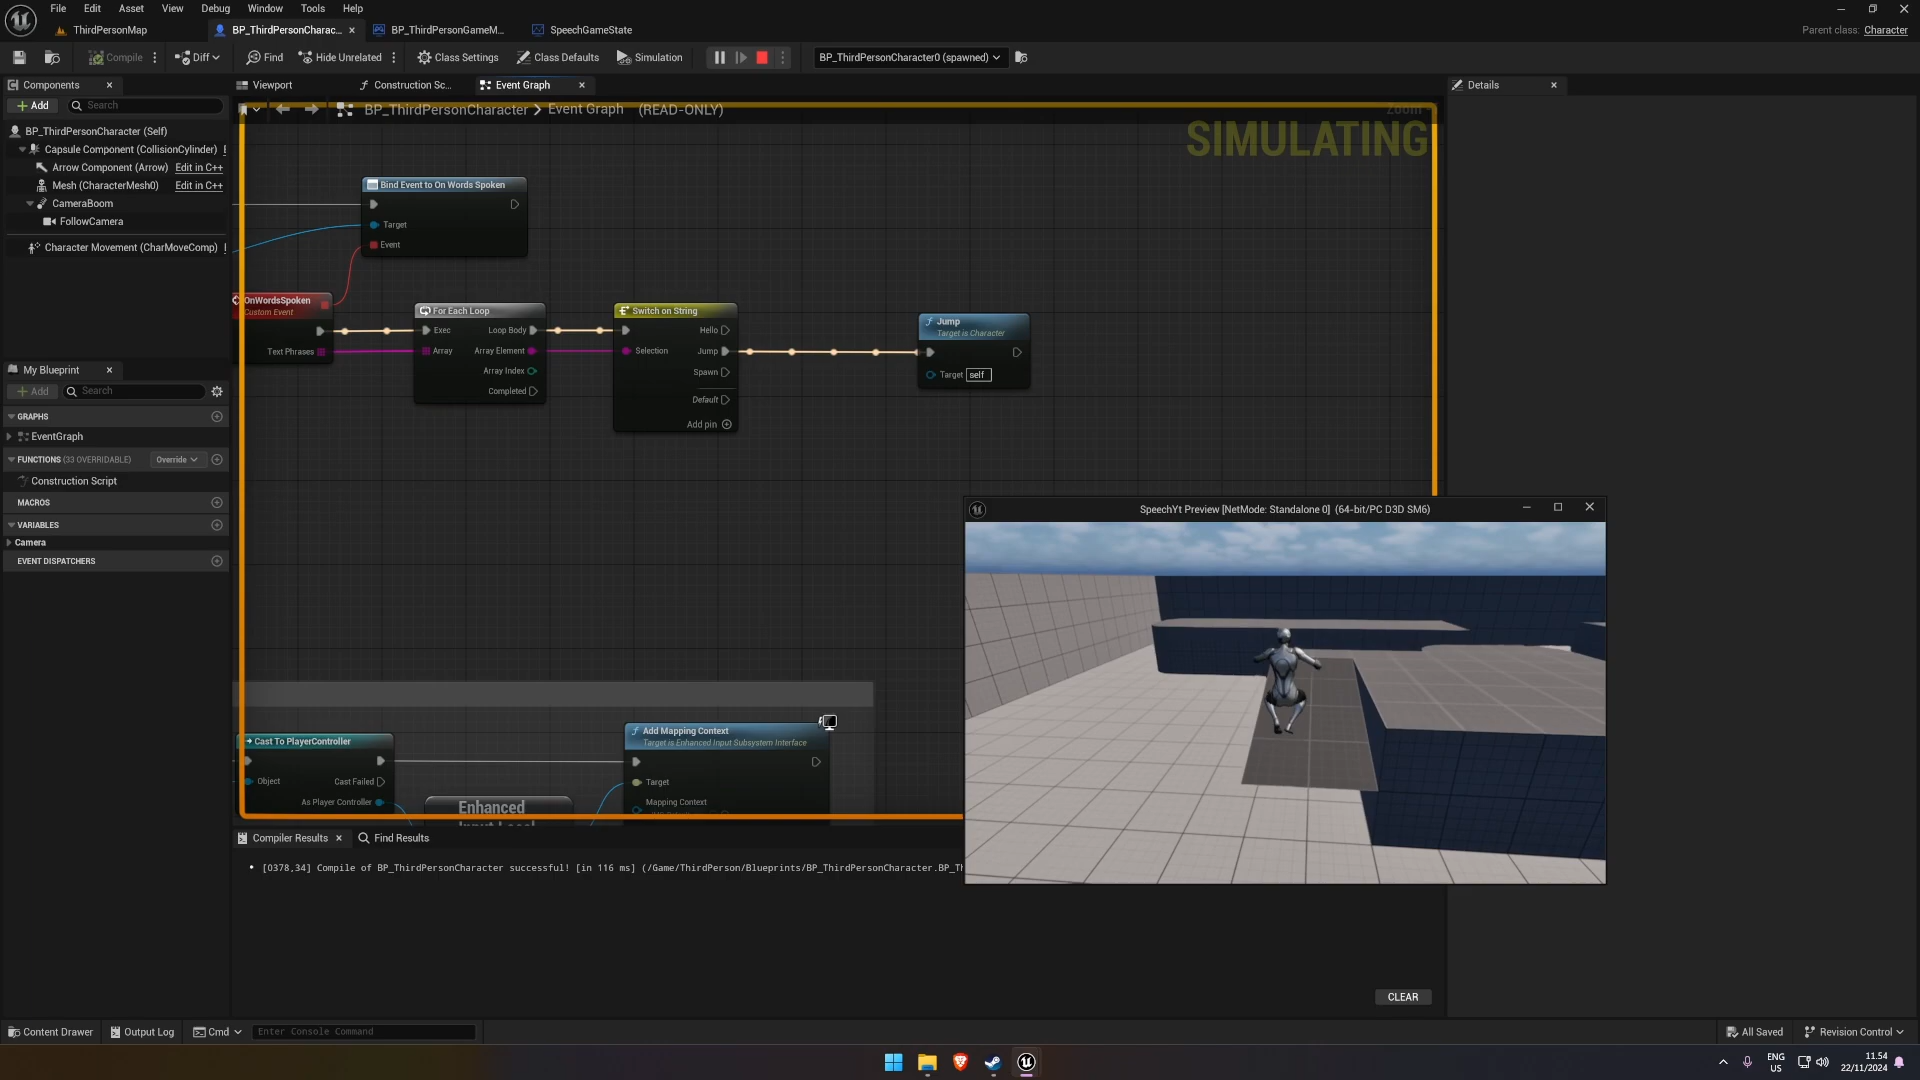 File Edit Asset View Debug Window Tools Help
ThirdPersonMap BP_ThirdPersonCharac... BP_ThirdPersonGameM... SpeechGameState
Parent class: Character
Compile Diff Find Hide Unrelated Class Settings Class Defaults Simulation BP_ThirdPersonCharacter0 (spawned)
Components Viewport Construction Sc... Event Graph Details
Add Search
BP_ThirdPersonCharacter > Event Graph (READ-ONLY) Zoom
SIMULATING
BP_ThirdPersonCharacter (Self)
Capsule Component (CollisionCylinder)
Arrow Component (Arrow) Edit in C++
Mesh (CharacterMesh0) Edit in C++
CameraBoom
FollowCamera
Character Movement (CharMoveComp)
Bind Event to On Words Spoken
Target
Event
OnWordsSpoken
Custom Event
Text Phrases
For Each Loop
Exec Loop Body
Array Array Element
Array Index
Completed
Switch on String
Hello
Selection Jump
Spawn
Default
Add pin
Jump
Target is Character
Target self
My Blueprint
Add Search
GRAPHS
EventGraph
FUNCTIONS (33 OVERRIDABLE) Override
Construction Script
MACROS
VARIABLES
Camera
EVENT DISPATCHERS
SpeechYt Preview [NetMode: Standalone 0] (64-bit/PC D3D SM6)
Cast To PlayerController
Object Cast Failed
As Player Controller
Enhanced
Add Mapping Context
Target is Enhanced Input Subsystem Interface
Target
Mapping Context
Compiler Results Find Results
[0378,34] Compile of BP_ThirdPersonCharacter successful! [in 116 ms] (/Game/ThirdPerson/Blueprints/BP_ThirdPersonCharacter.BP_Th
CLEAR
Content Drawer Output Log Cmd Enter Console Command All Saved Revision Control
ENG
US
11.54
22/11/2024